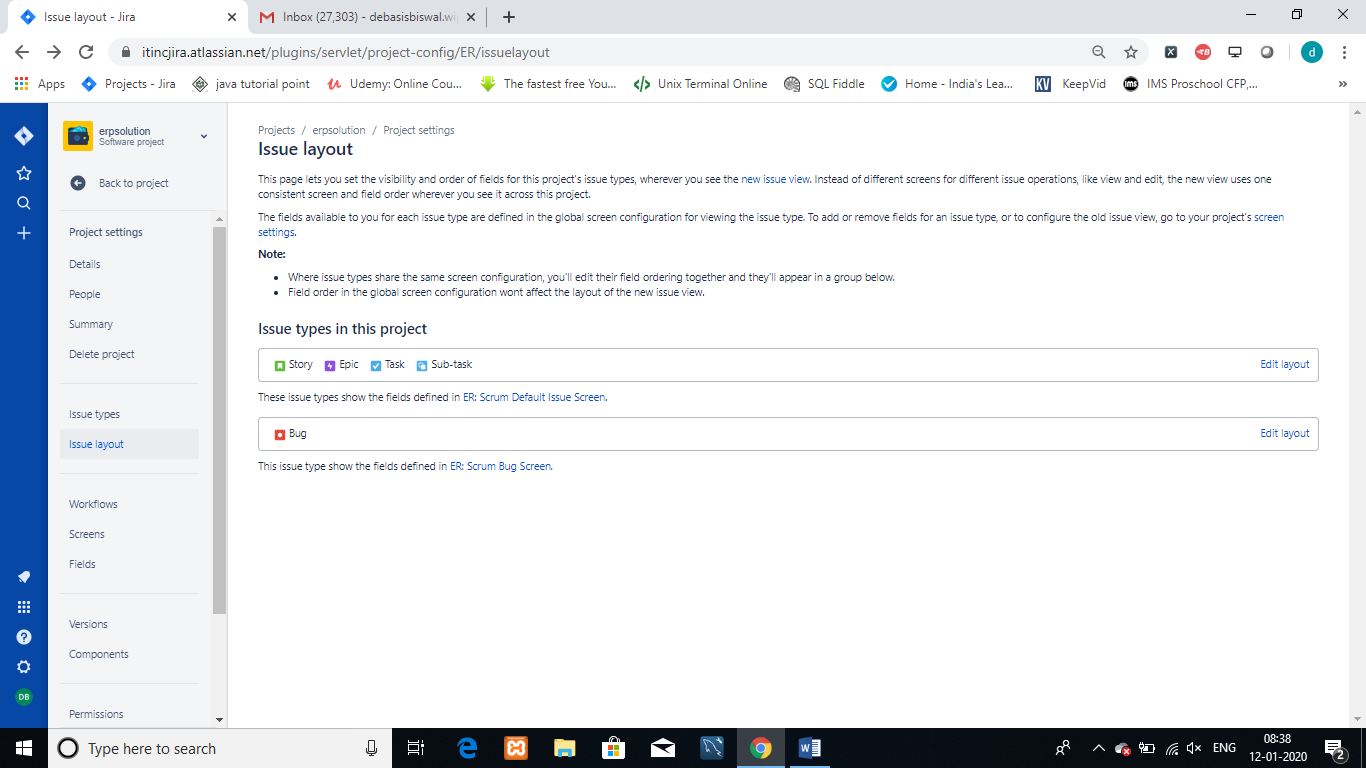 Issue layout - Jira
Inbox (27,303) - debasisbiswal.wi
itincjira.atlassian.net/plugins/servlet/project-config/ER/issuelayout
d
Apps
Projects - Jira
java tutorial point
Udemy: Online Cou...
The fastest free You...
Unix Terminal Online
SQL Fiddle
Home - India's Lea...
KV KeepVid
ims IMS Proschool CFP,...
erpsolution
Software project
Back to project
Project settings
Details
People
Summary
Delete project
Issue types
Issue layout
Workflows
Screens
Fields
Versions
Components
Permissions
DB
Projects / erpsolution / Project settings
Issue layout
This page lets you set the visibility and order of fields for this project's issue types, wherever you see the new issue view. Instead of different screens for different issue operations, like view and edit, the new view uses one
consistent screen and field order wherever you see it across this project.
The fields available to you for each issue type are defined in the global screen configuration for viewing the issue type. To add or remove fields for an issue type, or to configure the old issue view, go to your project's screen
settings.
Note:
• Where issue types share the same screen configuration, you'll edit their field ordering together and they'll appear in a group below.
• Field order in the global screen configuration wont affect the layout of the new issue view.
Issue types in this project
Story Epic Task Sub-task Edit layout
These issue types show the fields defined in ER: Scrum Default Issue Screen.
Bug Edit layout
This issue type show the fields defined in ER: Scrum Bug Screen.
Type here to search
ENG
08:38
12-01-2020
2